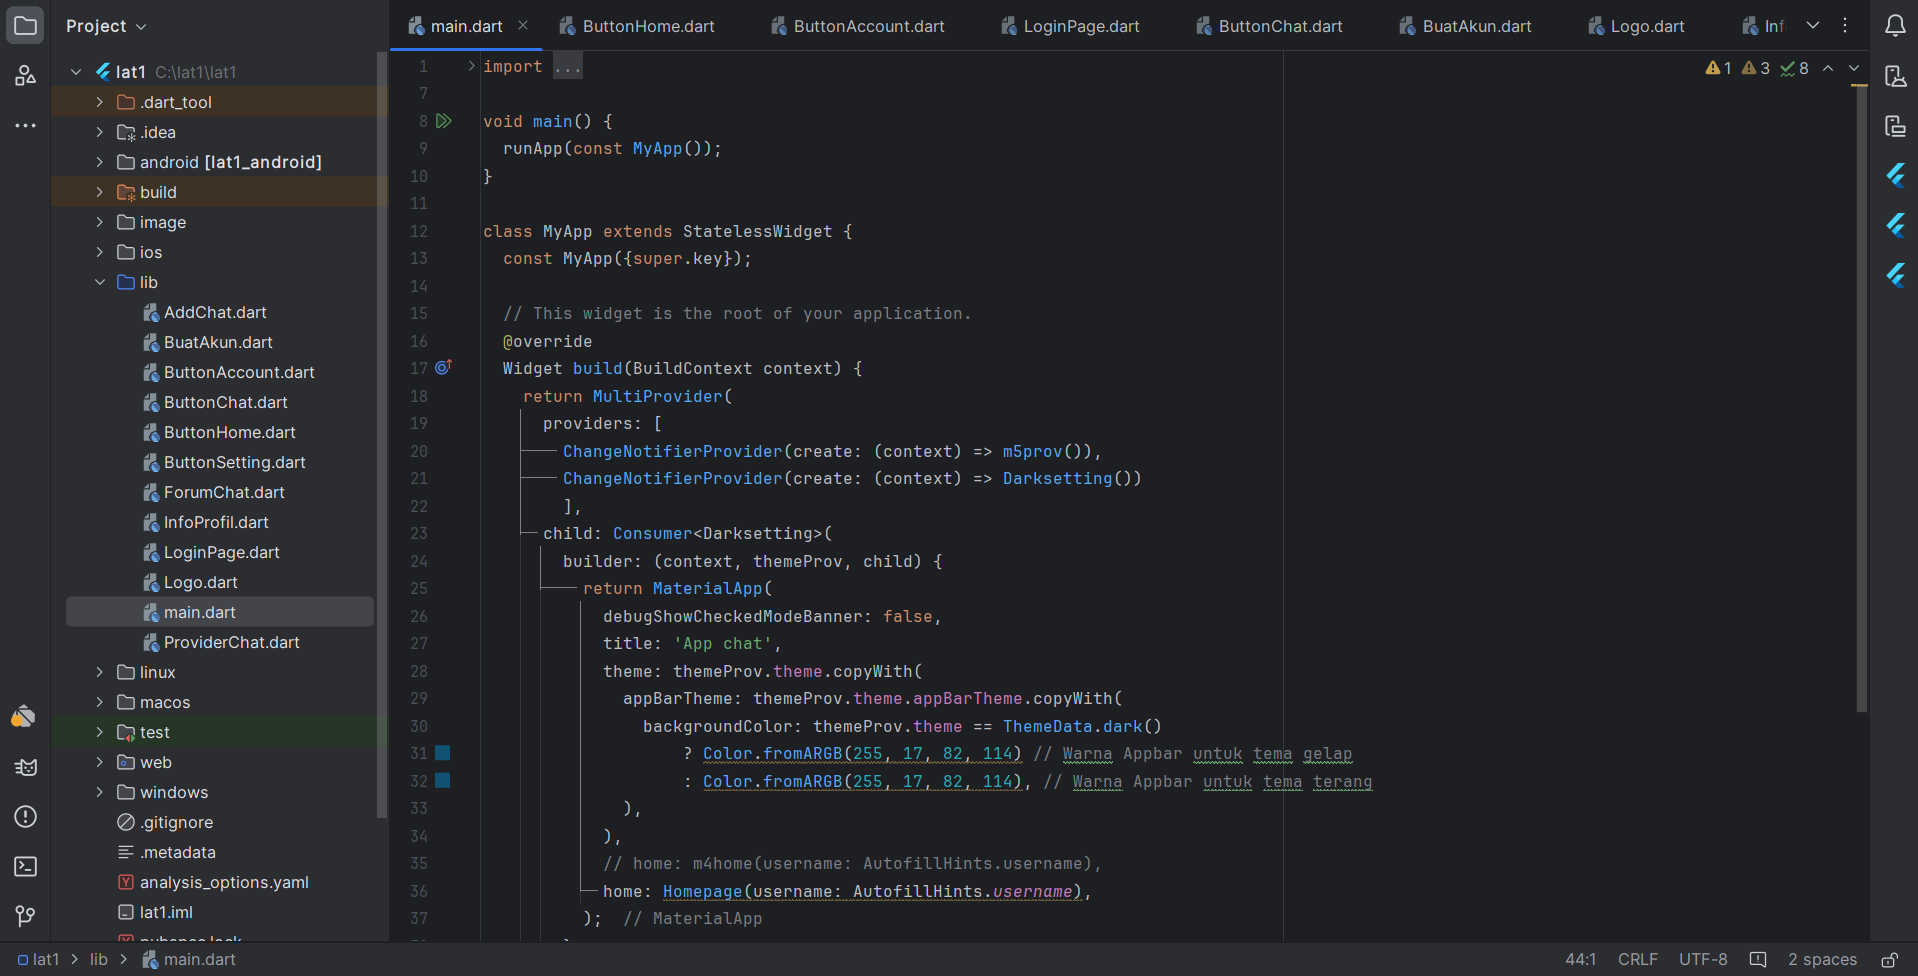 Project
main.dart
ButtonHome.dart
ButtonAccount.dart
LoginPage.dart
ButtonChat.dart
BuatAkun.dart
Logo.dart
lat1 C:\lat1\lat1
.dart_tool
.idea
android [lat1_android]
build
image
ios
lib
AddChat.dart
BuatAkun.dart
ButtonAccount.dart
ButtonChat.dart
ButtonHome.dart
ButtonSetting.dart
ForumChat.dart
InfoProfil.dart
LoginPage.dart
Logo.dart
main.dart
ProviderChat.dart
linux
macos
test
web
windows
.gitignore
.metadata
analysis_options.yaml
lat1.iml
1 import ...
1 3 8
7
8 void main() {
9 runApp(const MyApp());
10 }
11
12 class MyApp extends StatelessWidget {
13 const MyApp({super.key});
14
15 // This widget is the root of your application.
16 @override
17 Widget build(BuildContext context) {
18 return MultiProvider(
19 providers: [
20 ChangeNotifierProvider(create: (context) => m5prov()),
21 ChangeNotifierProvider(create: (context) => Darksetting())
22 ],
23 child: Consumer<Darksetting>(
24 builder: (context, themeProv, child) {
25 return MaterialApp(
26 debugShowCheckedModeBanner: false,
27 title: 'App chat',
28 theme: themeProv.theme.copyWith(
29 appBarTheme: themeProv.theme.appBarTheme.copyWith(
30 backgroundColor: themeProv.theme == ThemeData.dark()
31 ? Color.fromARGB(255, 17, 82, 114) // Warna Appbar untuk tema gelap
32 : Color.fromARGB(255, 17, 82, 114), // Warna Appbar untuk tema terang
33 ),
34 ),
35 // home: m4home(username: AutofillHints.username),
36 home: Homepage(username: AutofillHints.username),
37 ); // MaterialApp
lat1 > lib > main.dart
44:1 CRLF UTF-8 2 spaces